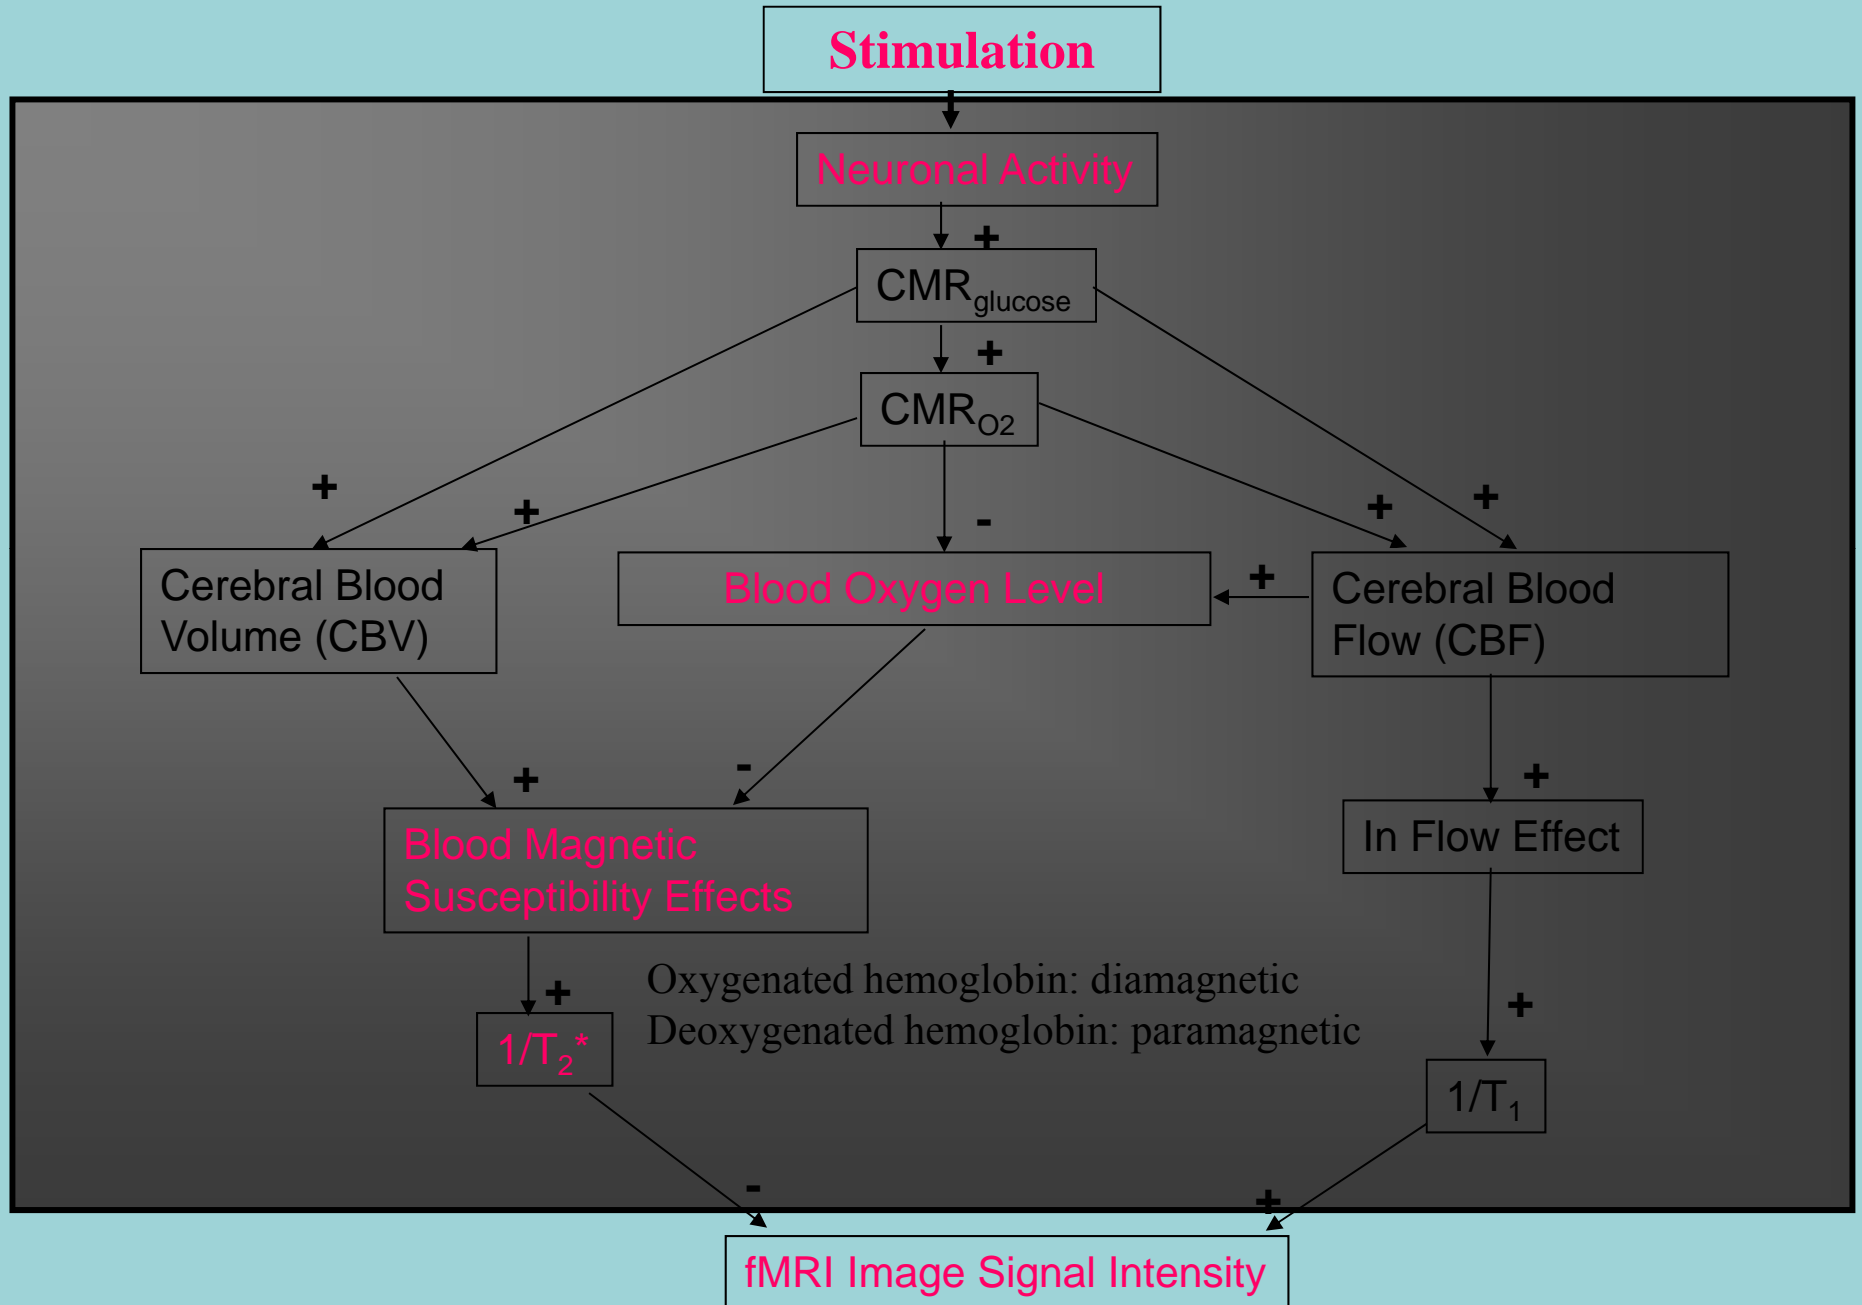 Stimulation
Neuronal Activity
+
CMRglucose
+
CMRO2
+
+
-
+
+
Cerebral Blood
Volume (CBV)
Blood Oxygen Level
+
Cerebral Blood
Flow (CBF)
+
-
+
Blood Magnetic
Susceptibility Effects
In Flow Effect
+
Oxygenated hemoglobin: diamagnetic
Deoxygenated hemoglobin: paramagnetic
+
1/T2*
1/T1
-
+
fMRI Image Signal Intensity